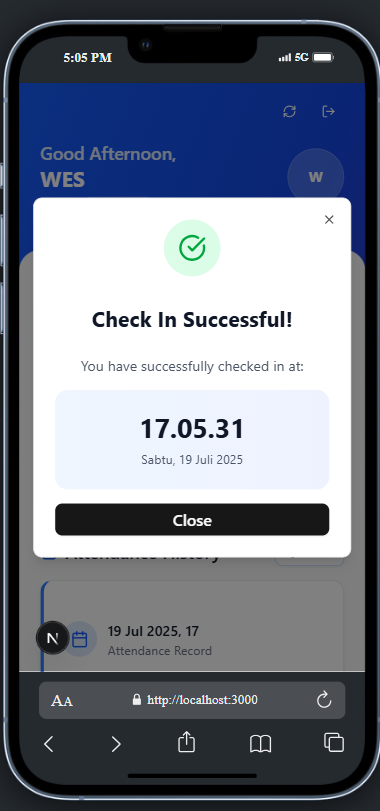 5:05 PM
5G
Good Afternoon,
WES
W
Check In Successful!
You have successfully checked in at:
17.05.31
Sabtu, 19 Juli 2025
Close
Attendance History
19 Jul 2025, 17
N
Attendance Record
AA
http://localhost:3000